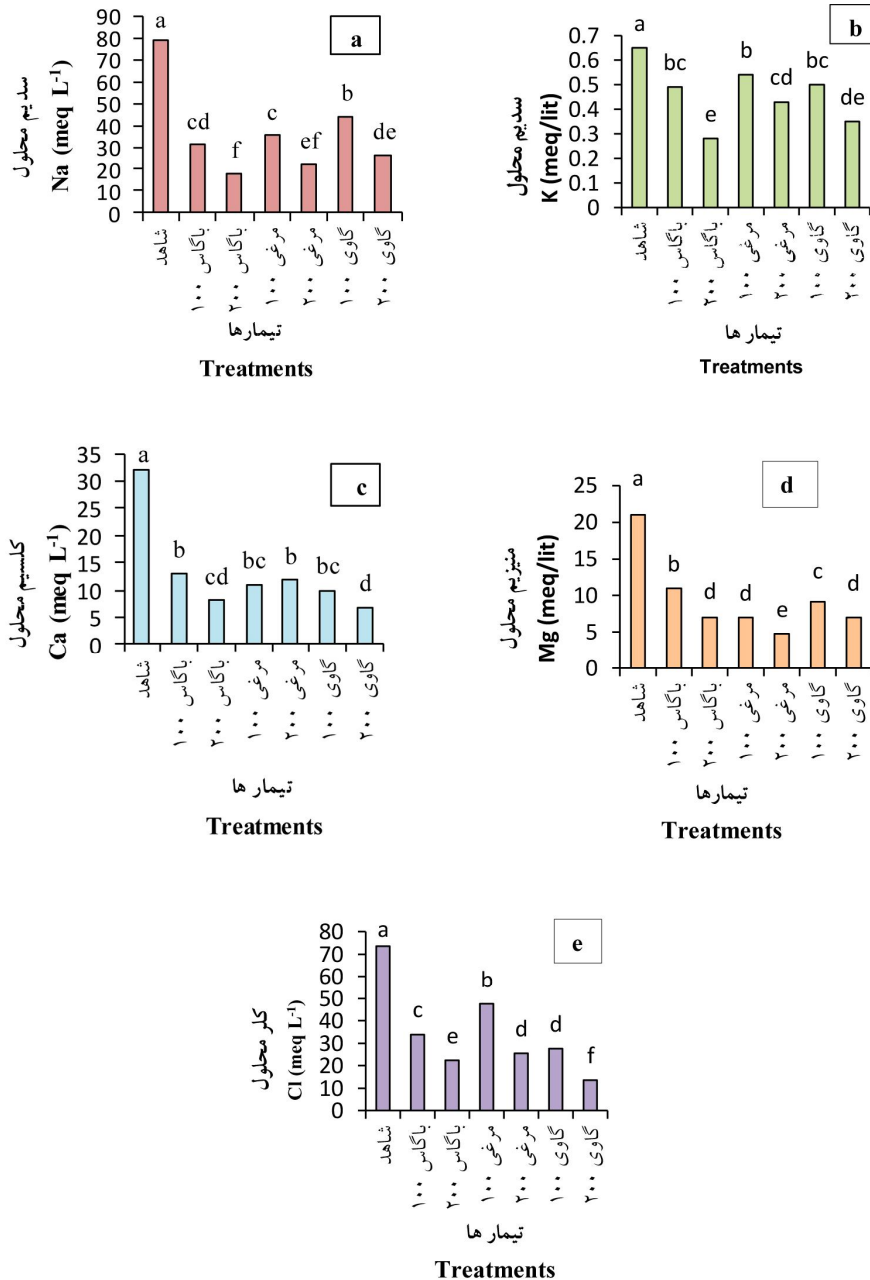 a
سدیم محلول
Na (meq L-1)
90
80
70
60
50
40
30
20
10
0
a
cd
f
c
ef
b
de
شاهد
باگاس ۱۰۰
باگاس ۲۰۰
مرغی ۱۰۰
مرغی ۲۰۰
گاوی ۱۰۰
گاوی ۲۰۰
تیمارها
Treatments
b
سدیم محلول
K (meq/lit)
0.7
0.6
0.5
0.4
0.3
0.2
0.1
0
a
bc
e
b
cd
b
de
شاهد
باگاس ۱۰۰
باگاس ۲۰۰
مرغی ۱۰۰
مرغی ۲۰۰
گاوی ۱۰۰
گاوی ۲۰۰
تیمار ها
Treatments
c
کلسیم محلول
Ca (meq L-1)
35
30
25
20
15
10
5
0
a
b
cd
bc
b
bc
d
شاهد
باگاس ۱۰۰
باگاس ۲۰۰
مرغی ۱۰۰
مرغی ۲۰۰
گاوی ۱۰۰
گاوی ۲۰۰
تیمار ها
Treatments
d
منیزیم محلول
Mg (meq/lit)
25
20
15
10
5
0
a
b
d
d
e
c
d
شاهد
باگاس ۱۰۰
باگاس ۲۰۰
مرغی ۱۰۰
مرغی ۲۰۰
گاوی ۱۰۰
گاوی ۲۰۰
تیمارها
Treatments
e
کلر محلول
Cl (meq L-1)
80
70
60
50
40
30
20
10
0
a
c
e
b
d
d
f
شاهد
باگاس ۱۰۰
باگاس ۲۰۰
مرغی ۱۰۰
مرغی ۲۰۰
گاوی ۱۰۰
گاوی ۲۰۰
تیمار ها
Treatments